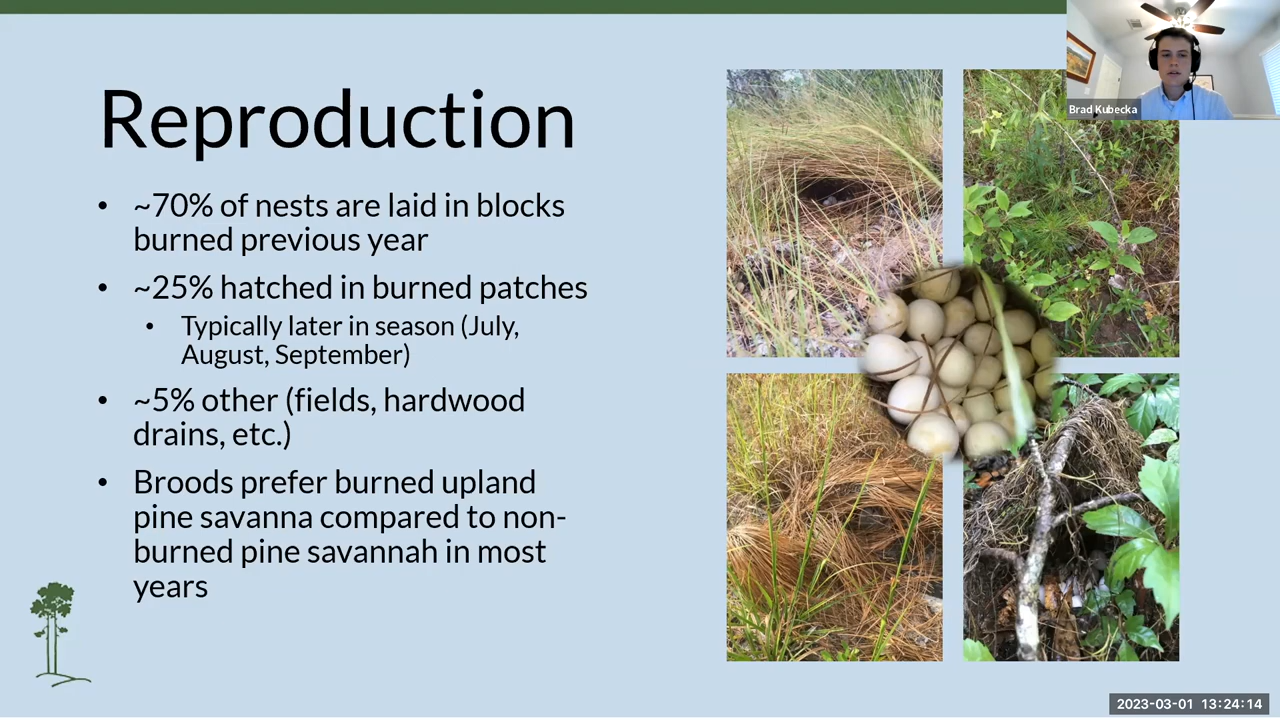 Reproduction
• ~70% of nests are laid in blocks
burned previous year
• ~25% hatched in burned patches
• Typically later in season (July,
August, September)
• ~5% other (fields, hardwood
drains, etc.)
• Broods prefer burned upland
pine savanna compared to non-
burned pine savannah in most
years
Brad Kubecka
2023-03-01 13:24:14